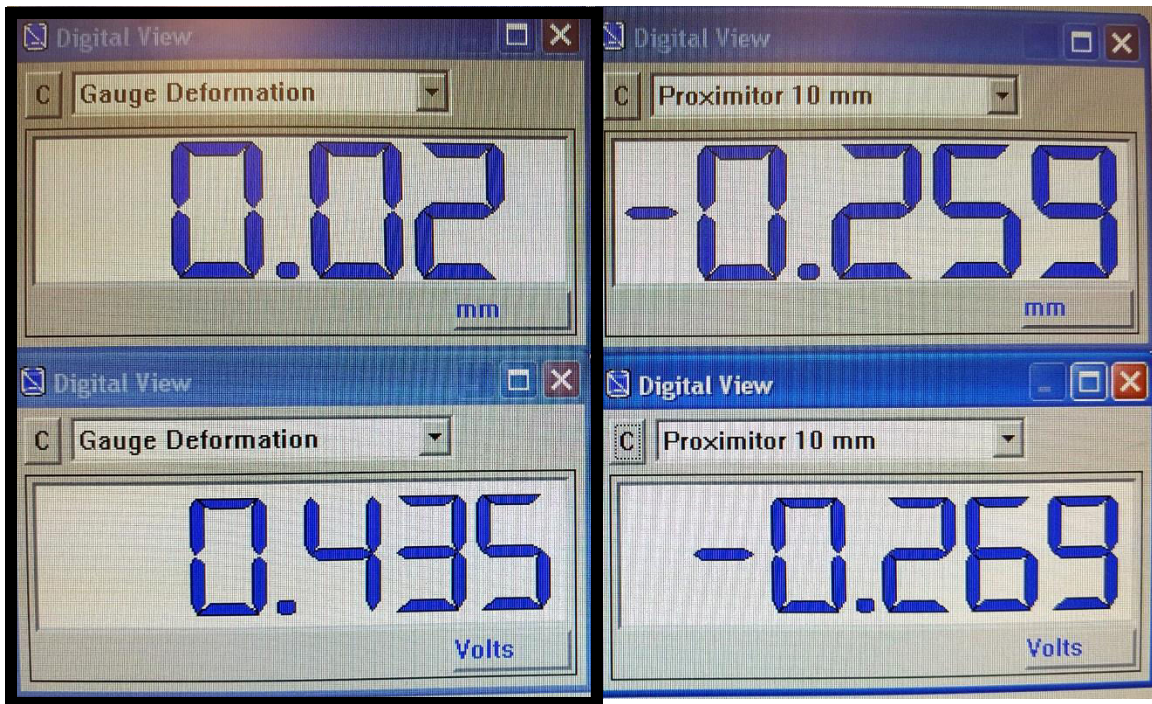 Digital View
C Gauge Deformation
0.02
mm
Digital View
C Proximitor 10 mm
-0.259
mm
Digital View
C Gauge Deformation
0.435
Volts
Digital View
C Proximitor 10 mm
-0.269
Volts